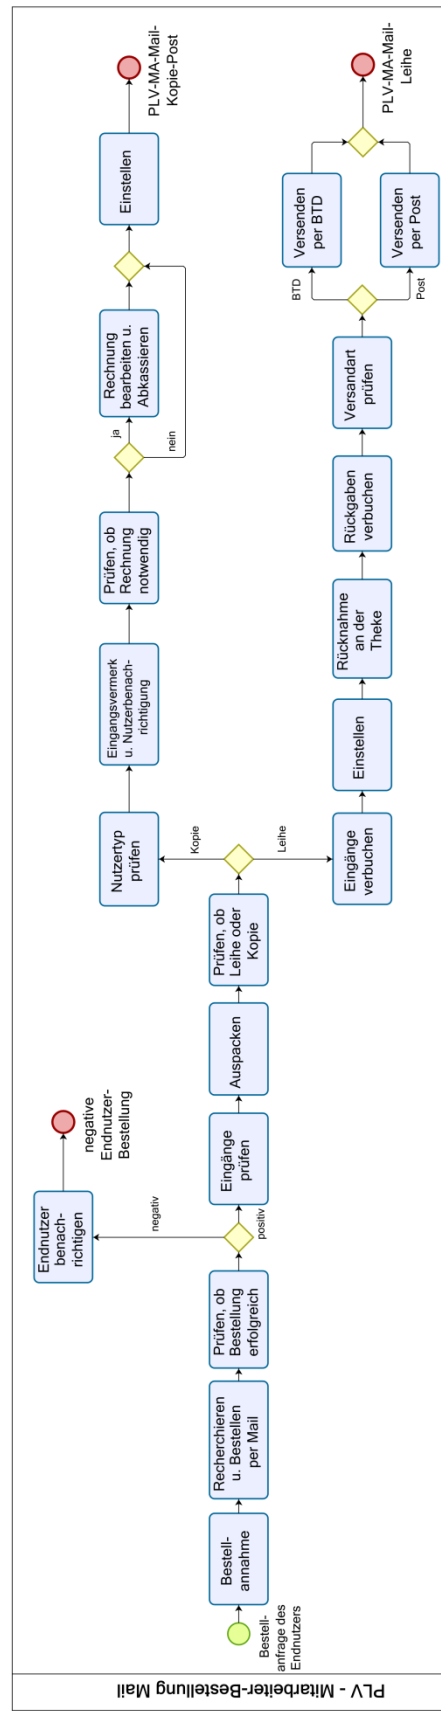 PLV - Mitarbeiter-Bestellung Mail
Bestell-
anfrage des
Endnutzers
Bestell-
annahme
Recherchieren
u. Bestellen
per Mail
Prüfen, ob
Bestellung
erfolgreich
negativ
positiv
Endnutzer
benach-
richtigen
negative
Endnutzer-
Bestellung
Eingänge
prüfen
Auspacken
Prüfen, ob
Leihe oder
Kopie
Kopie
Leihe
Nutzertyp
prüfen
Eingangsvermerk
u. Nutzerbenach-
richtigung
Prüfen, ob
Rechnung
notwendig
ja
nein
Rechnung
bearbeiten u.
Abkassieren
Einstellen
PLV-MA-Mail-
Kopie-Post
Eingänge
verbuchen
Einstellen
Rücknahme
an der
Theke
Rückgaben
verbuchen
Versandart
prüfen
BTD
Post
Versenden
per BTD
Versenden
per Post
PLV-MA-Mail-
Leihe